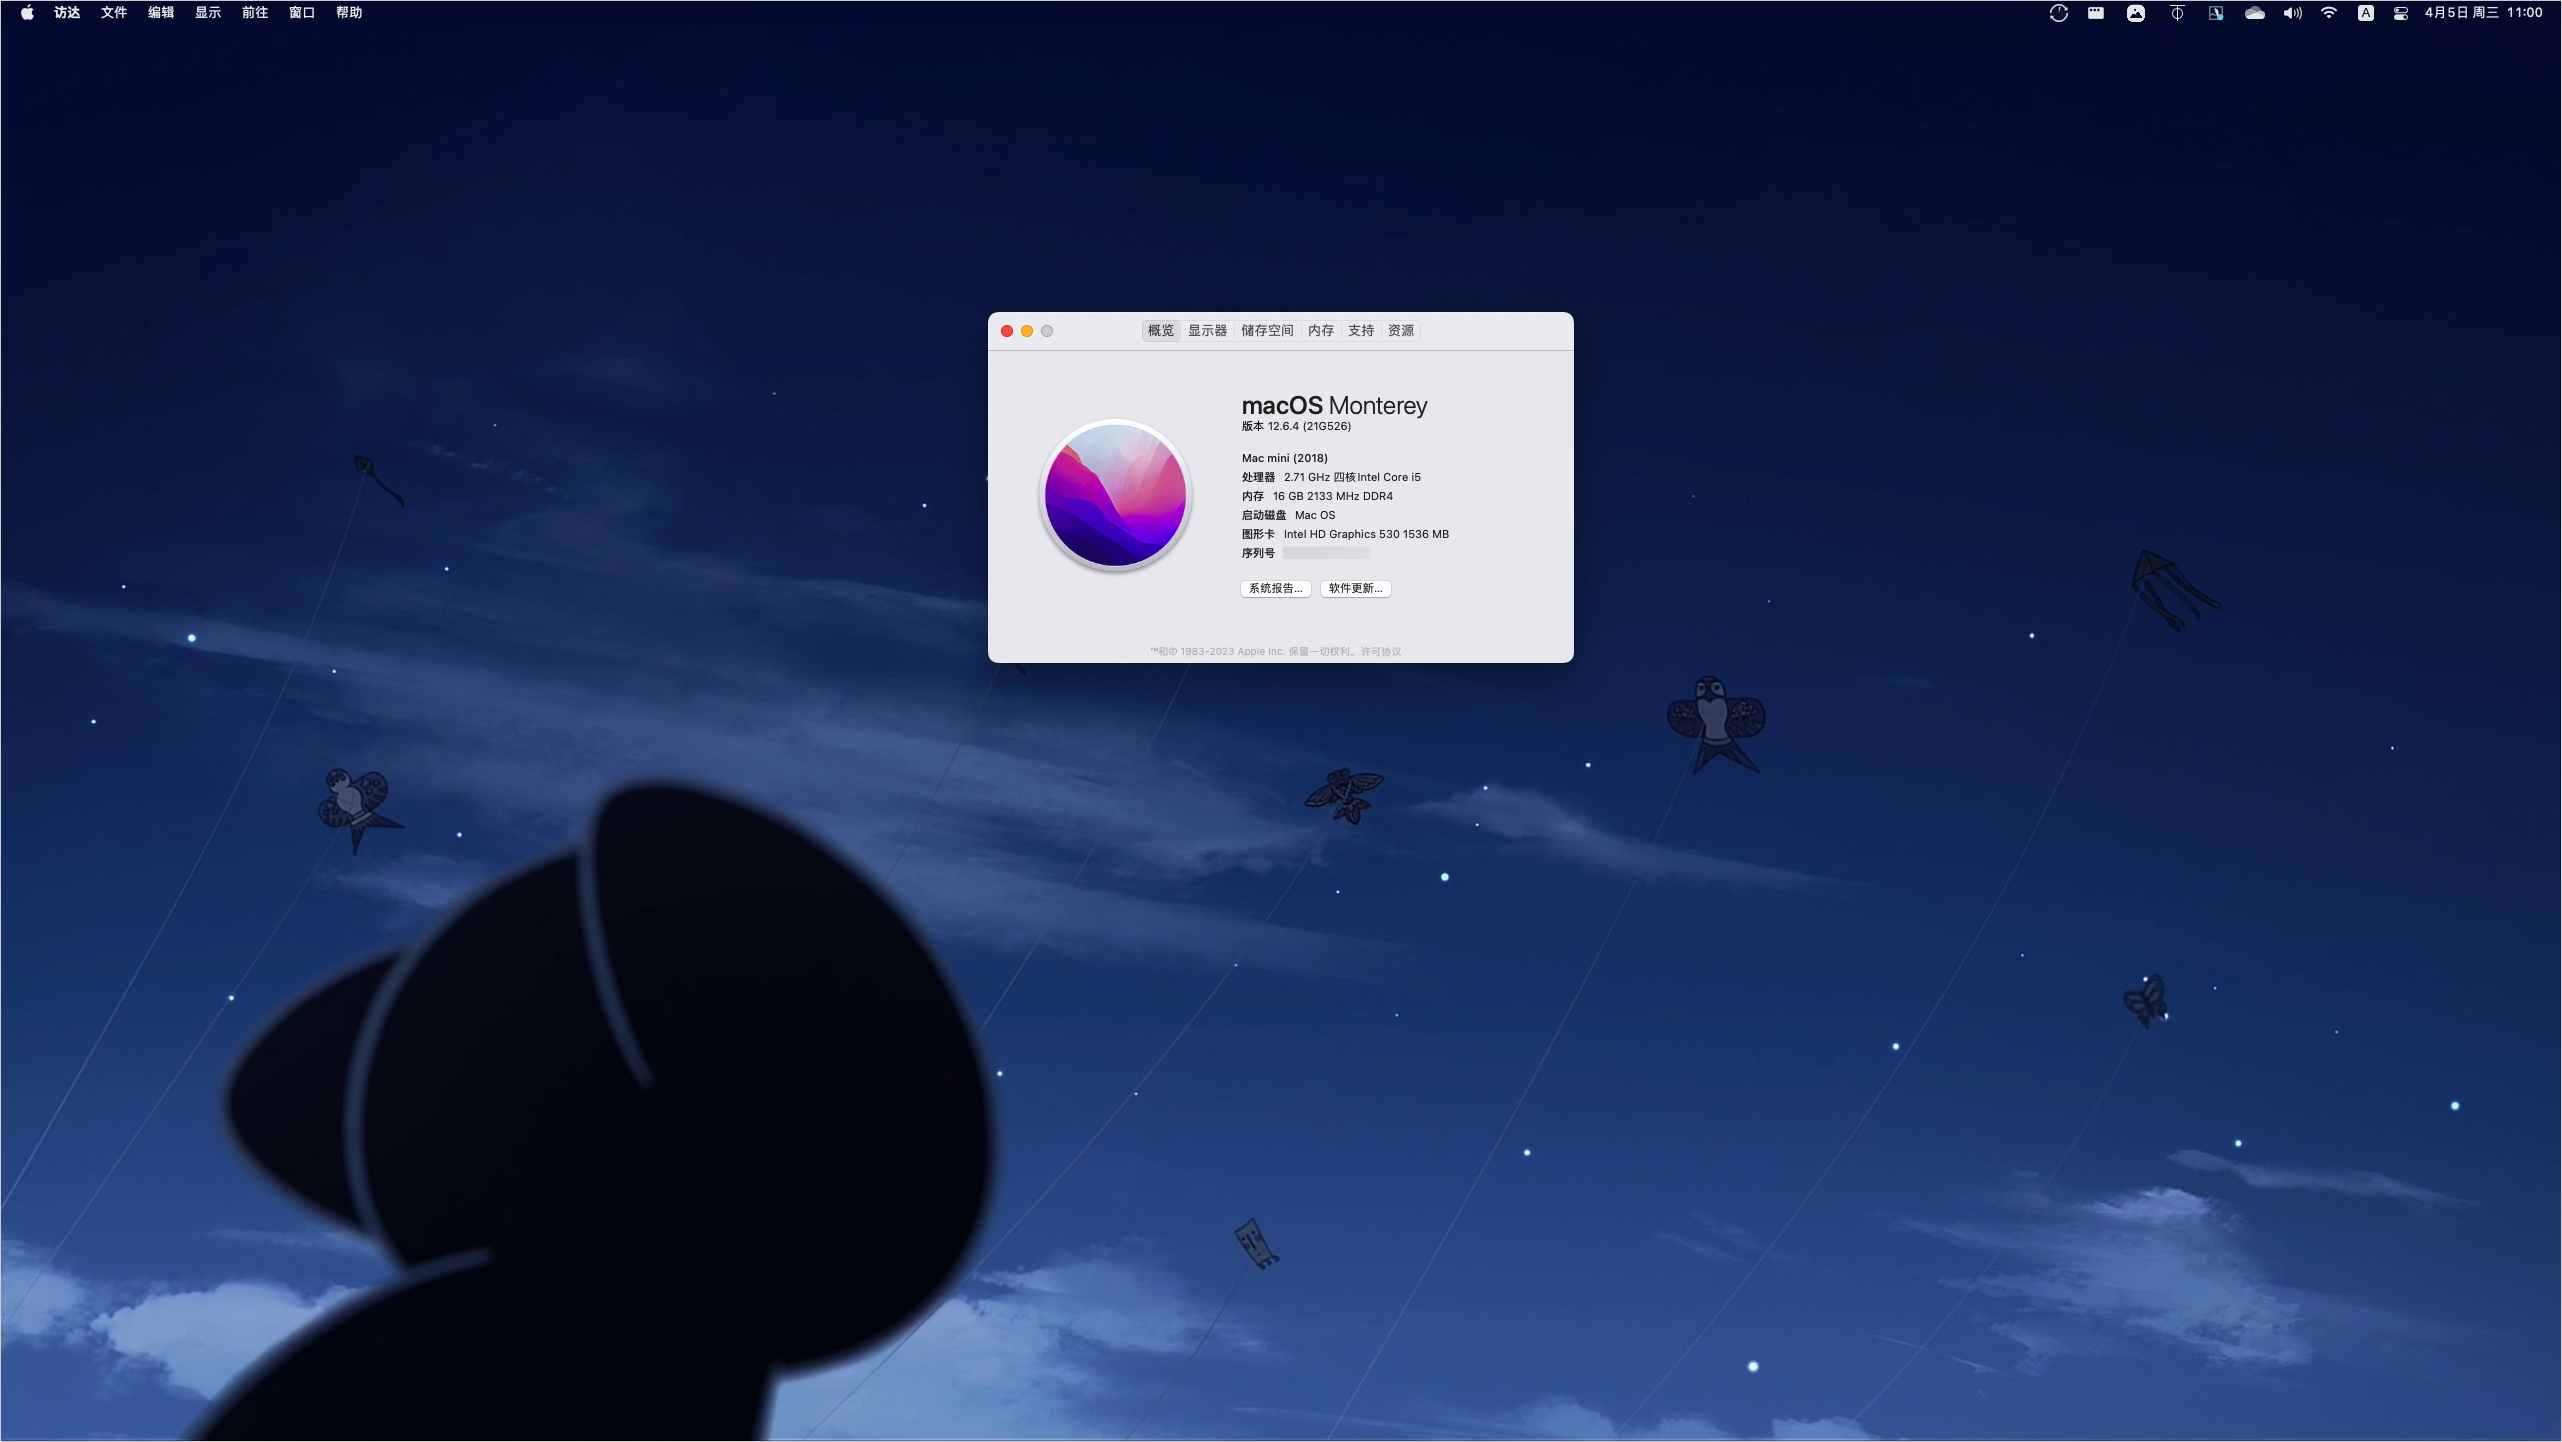 访达 文件 编辑 显示 前往 窗口 帮助
A 4月5日 周三 11:00
概览 显示器 储存空间 内存 支持 资源
macOS Monterey
版本 12.6.4 (21G526)
Mac mini (2018)
处理器 2.71 GHz 四核Intel Core i5
内存 16 GB 2133 MHz DDR4
启动磁盘 Mac OS
图形卡 Intel HD Graphics 530 1536 MB
序列号
系统报告... 软件更新...
™和© 1983-2023 Apple Inc. 保留一切权利。许可协议